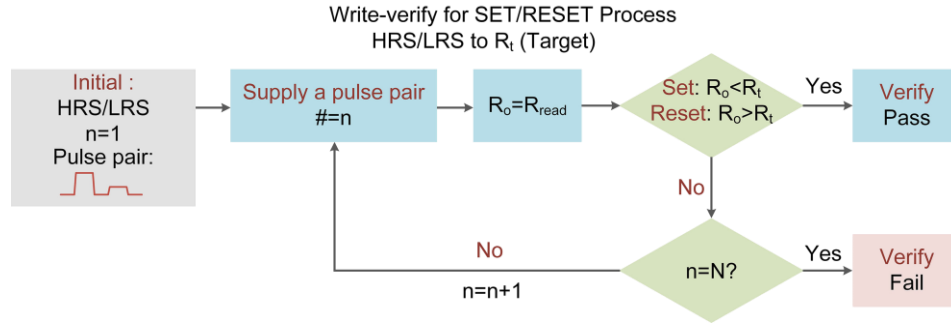 Write-verify for SET/RESET Process
HRS/LRS to Rₜ (Target)
Initial :
HRS/LRS
n=1
Pulse pair:
Supply a pulse pair
#=n
Rₒ=R_read
Set: Rₒ<Rₜ
Reset: Rₒ>Rₜ
Yes
Verify
Pass
No
n=N?
Yes
Verify
Fail
No
n=n+1